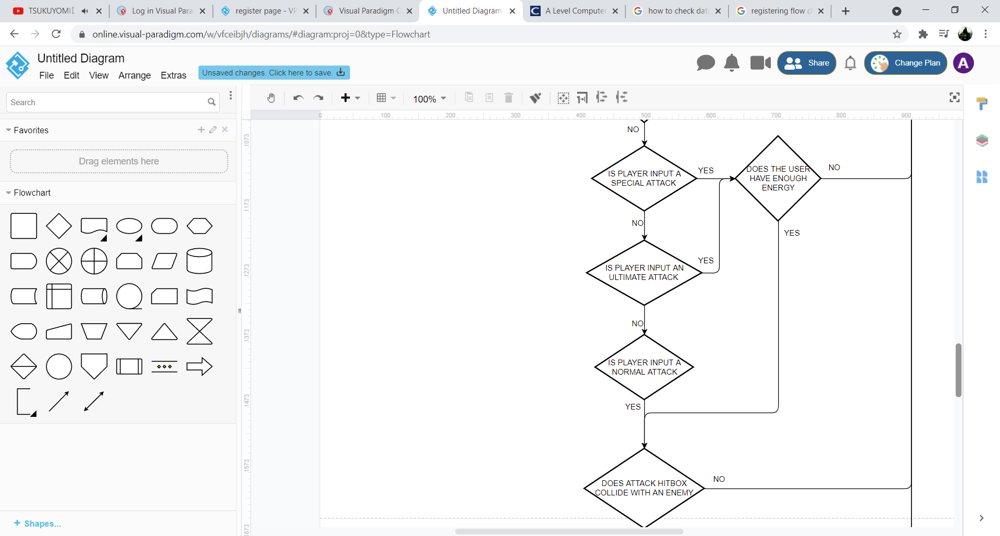 TSUKUYOMI
Log in Visual Para
register page - VP
Visual Paradigm O
Untitled Diagram
A Level Computer
how to check data
registering flow ch
online.visual-paradigm.com/w/vfceibjh/diagrams/#diagram:proj=0&type=Flowchart
Untitled Diagram
File Edit View Arrange Extras
Unsaved changes. Click here to save.
Share
Change Plan
A
Search
100%
Favorites
Drag elements here
Flowchart
Shapes...
0 100 200 300 400 500 600 700 800 900
1073
1173
1273
1373
1473
1573
1673
NO
IS PLAYER INPUT A
SPECIAL ATTACK
YES
DOES THE USER
HAVE ENOUGH
ENERGY
NO
NO
YES
IS PLAYER INPUT AN
ULTIMATE ATTACK
YES
NO
IS PLAYER INPUT A
NORMAL ATTACK
YES
DOES ATTACK HITBOX
COLLIDE WITH AN ENEMY
NO